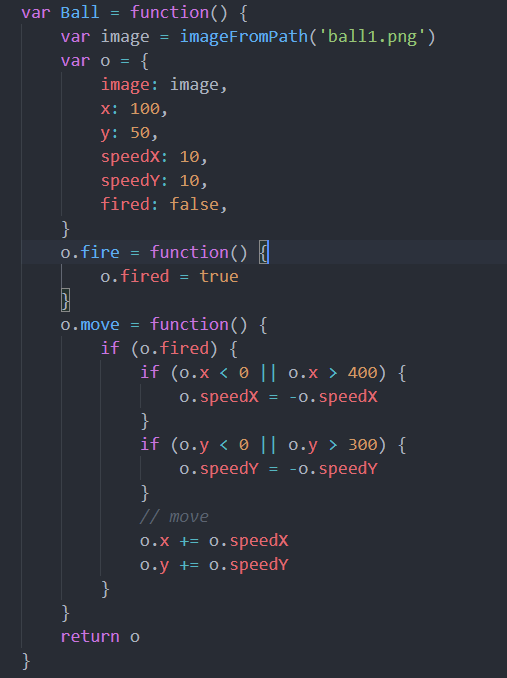 var Ball = function() {
    var image = imageFromPath('ball1.png')
    var o = {
        image: image,
        x: 100,
        y: 50,
        speedX: 10,
        speedY: 10,
        fired: false,
    }
    o.fire = function() {
        o.fired = true
    }
    o.move = function() {
        if (o.fired) {
            if (o.x < 0 || o.x > 400) {
                o.speedX = -o.speedX
            }
            if (o.y < 0 || o.y > 300) {
                o.speedY = -o.speedY
            }
            // move
            o.x += o.speedX
            o.y += o.speedY
        }
    }
    return o
}